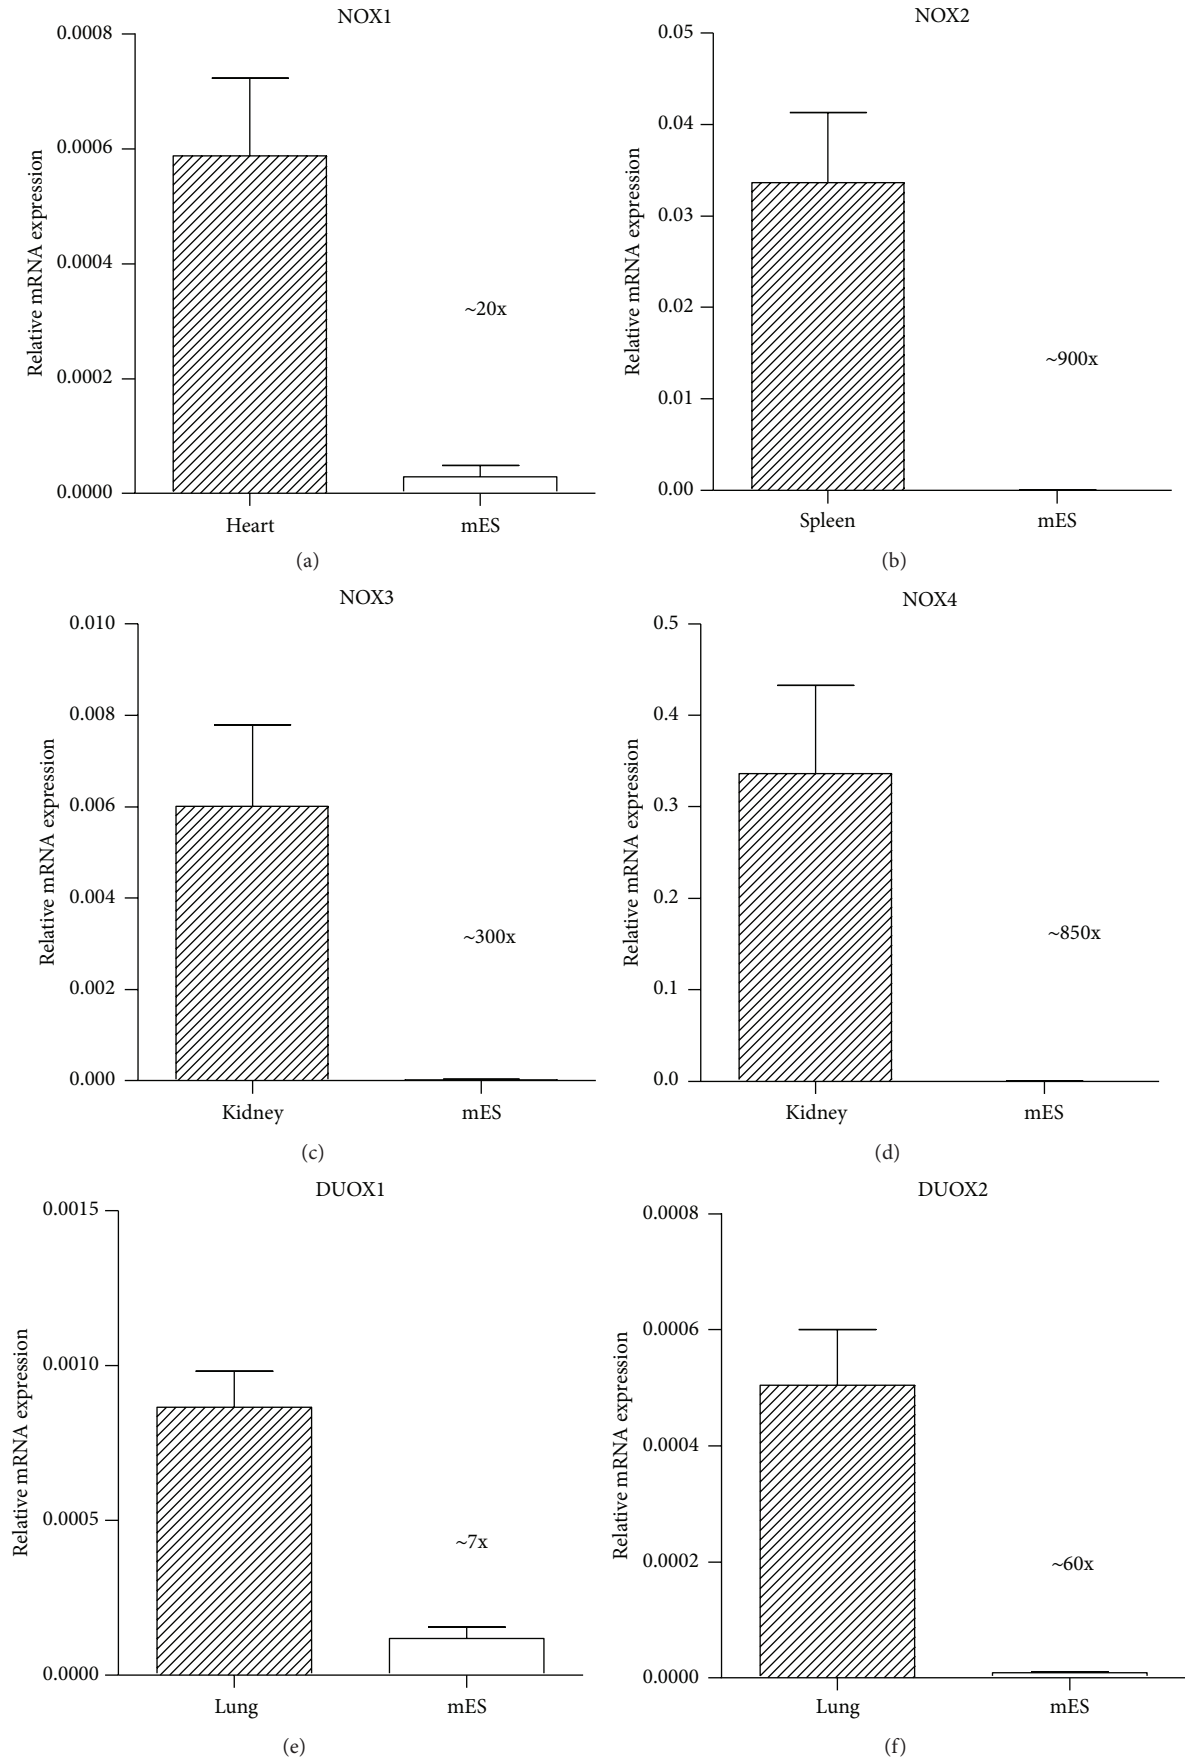 NOX1
Relative mRNA expression
0.0008
0.0006
0.0004
0.0002
0.0000
~20x
Heart
mES
(a)
NOX2
Relative mRNA expression
0.05
0.04
0.03
0.02
0.01
0.00
~900x
Spleen
mES
(b)
NOX3
Relative mRNA expression
0.010
0.008
0.006
0.004
0.002
0.000
~300x
Kidney
mES
(c)
NOX4
Relative mRNA expression
0.5
0.4
0.3
0.2
0.1
0.0
~850x
Kidney
mES
(d)
DUOX1
Relative mRNA expression
0.0015
0.0010
0.0005
0.0000
~7x
Lung
mES
(e)
DUOX2
Relative mRNA expression
0.0008
0.0006
0.0004
0.0002
0.0000
~60x
Lung
mES
(f)